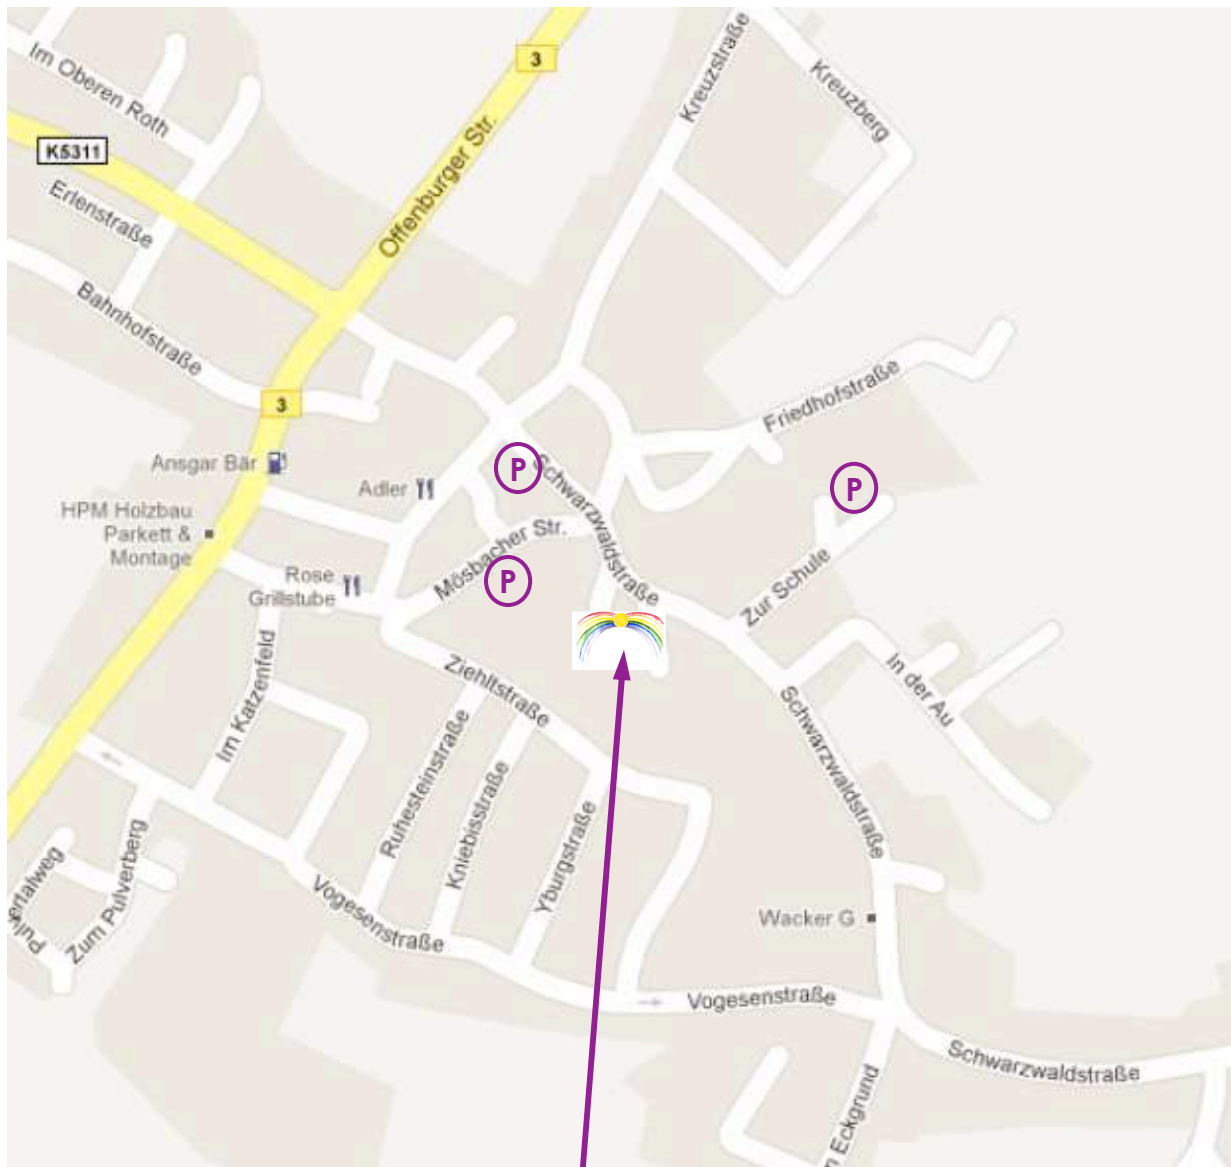 Im Oberen Roth
K5311
Erlenstraße
Bahnhofstraße
3
Offenburger Str.
Kreuzstraße
Kreuzberg
3
Friedhofstraße
Ansgar Bär
Adler
P
Schwarzwaldstraße
P
HPM Holzbau
Parkett &
Montage
Mösbacher Str.
Rose
Grillstube
P
Zur Schule
Im Katzenfeld
Ziehltstraße
In der Au
Schwarzwaldstraße
Ruhesteinstraße
Kniebisstraße
Yburgstraße
Zum Pulverberg
Vogesenstraße
Wacker G
Vogesenstraße
Schwarzwaldstraße
Eckgrund